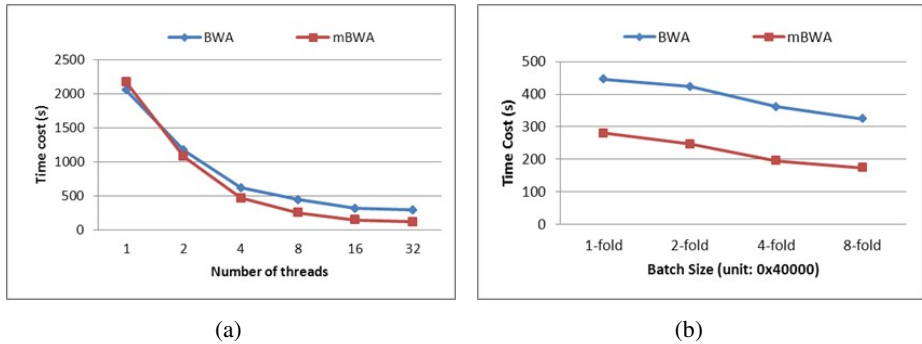 BWA mBWA
2500
2000
1500
1000
500
0
Time cost (s)
1 2 4 8 16 32
Number of threads
(a)
BWA mBWA
500
400
300
200
100
0
Time Cost (s)
1-fold 2-fold 4-fold 8-fold
Batch Size (unit: 0x40000)
(b)